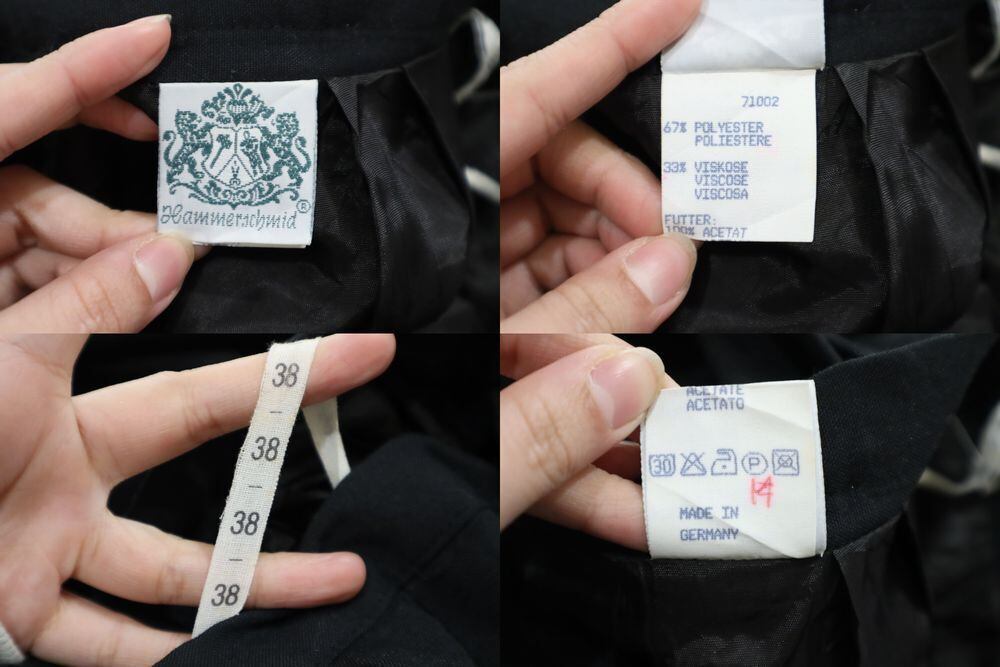 Hammerschmid®
71002
67% POLYESTER
POLIESTERE
33% VISKOSE
VISCOSE
VISCOSA
FUTTER:
100% ACETAT
38
38
38
38
ACETATE
ACETATO
30 P
MADE IN
GERMANY